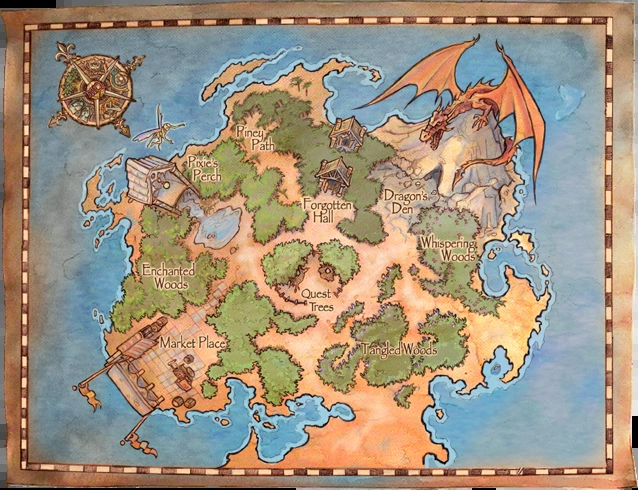 Piney
Path
Pixie's
Perch
Forgotten
Hall
Dragon's
Den
Whispering
Woods
Enchanted
Woods
Quest
Trees
Market Place
Tangled Woods